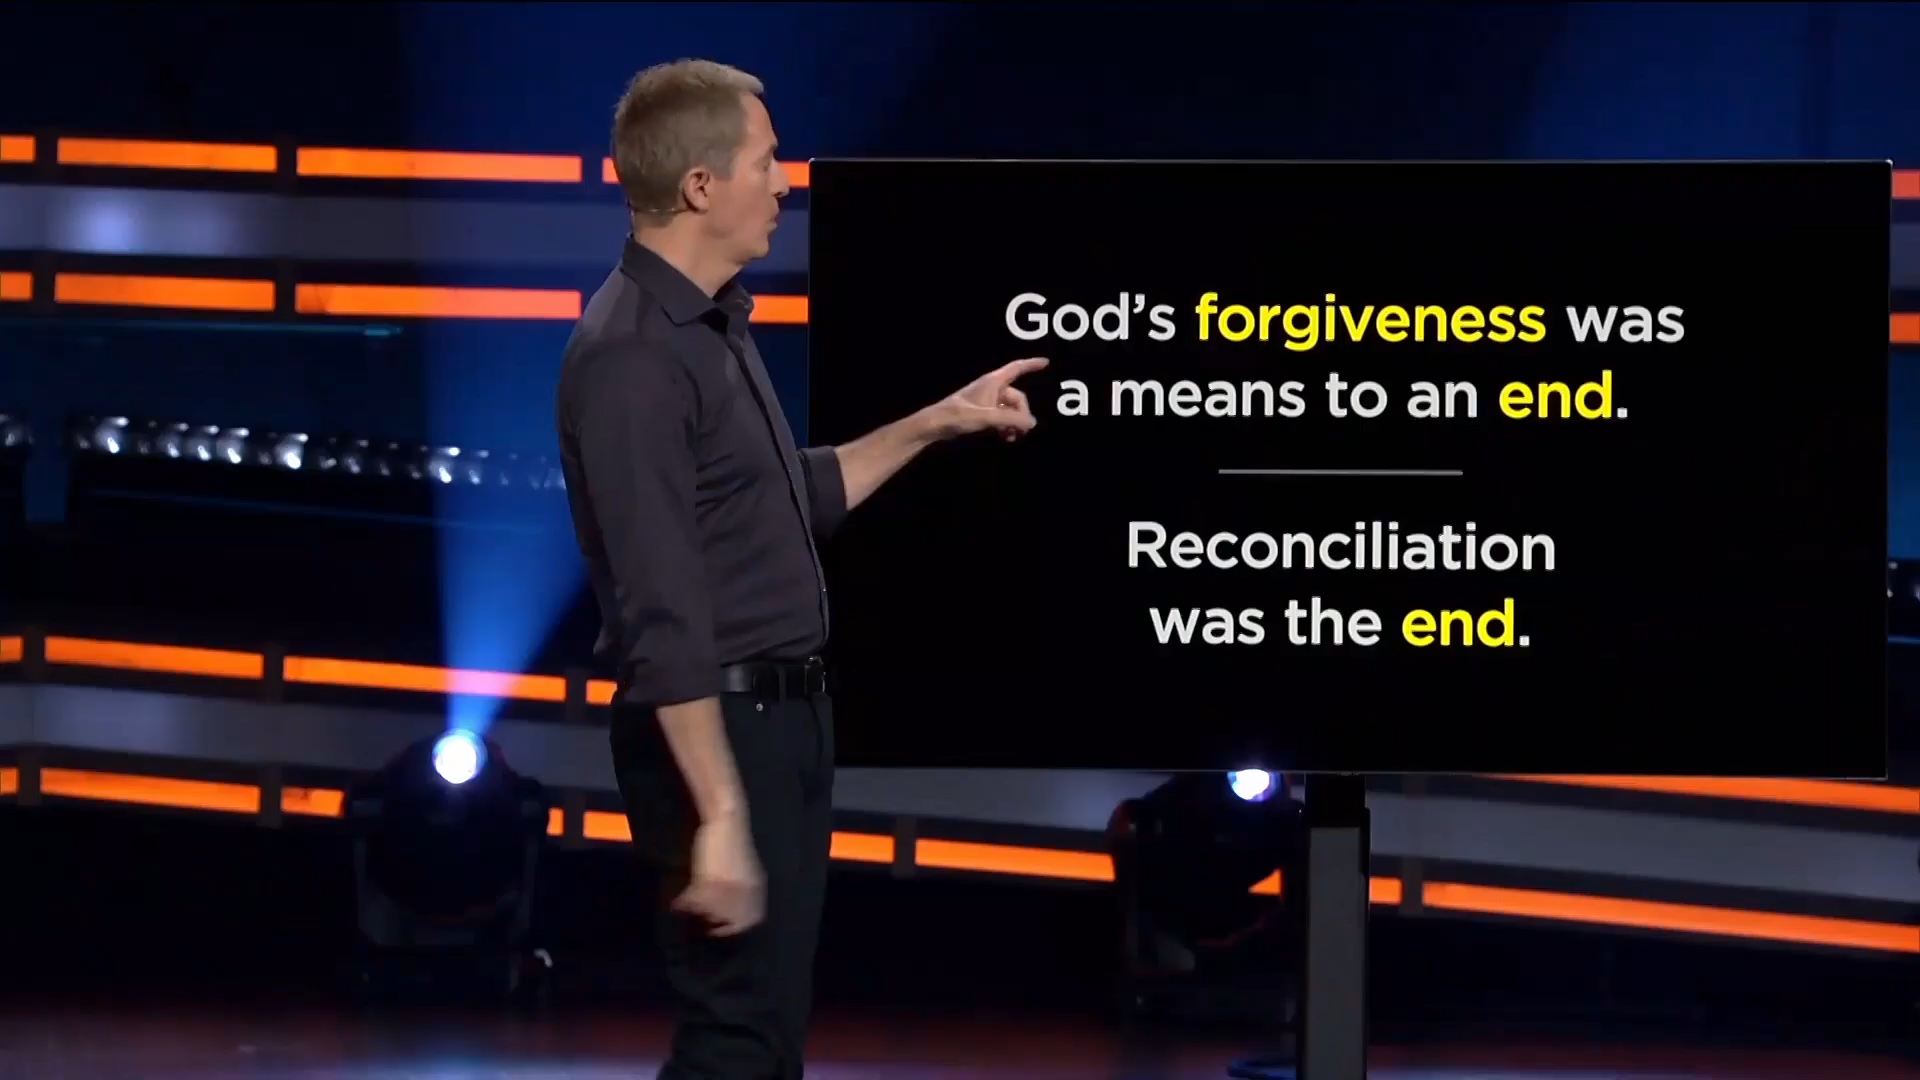 God’s forgiveness was
a means to an end.
Reconciliation
was the end.